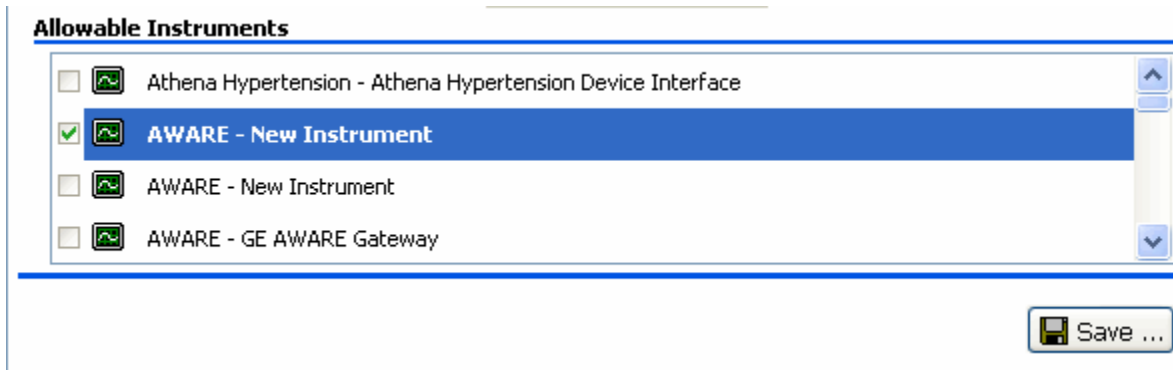 Allowable Instruments
Athena Hypertension - Athena Hypertension Device Interface
AWARE - New Instrument
AWARE - New Instrument
AWARE - GE AWARE Gateway
Save ...